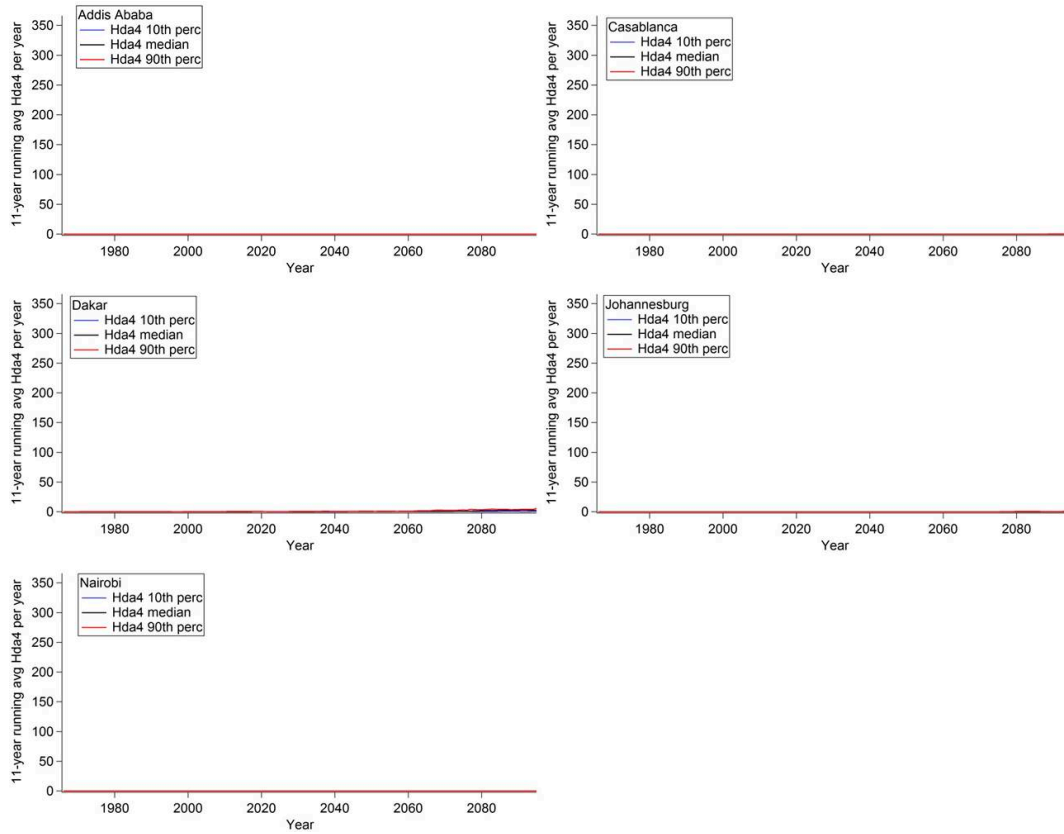 Addis Ababa
Hda4 10th perc
Hda4 median
Hda4 90th perc
11-year running avg Hda4 per year
350
300
250
200
150
100
50
0
1980 2000 2020 2040 2060 2080
Year
Casablanca
Hda4 10th perc
Hda4 median
Hda4 90th perc
11-year running avg Hda4 per year
350
300
250
200
150
100
50
0
1980 2000 2020 2040 2060 2080
Year
Dakar
Hda4 10th perc
Hda4 median
Hda4 90th perc
11-year running avg Hda4 per year
350
300
250
200
150
100
50
0
1980 2000 2020 2040 2060 2080
Year
Johannesburg
Hda4 10th perc
Hda4 median
Hda4 90th perc
11-year running avg Hda4 per year
350
300
250
200
150
100
50
0
1980 2000 2020 2040 2060 2080
Year
Nairobi
Hda4 10th perc
Hda4 median
Hda4 90th perc
11-year running avg Hda4 per year
350
300
250
200
150
100
50
0
1980 2000 2020 2040 2060 2080
Year